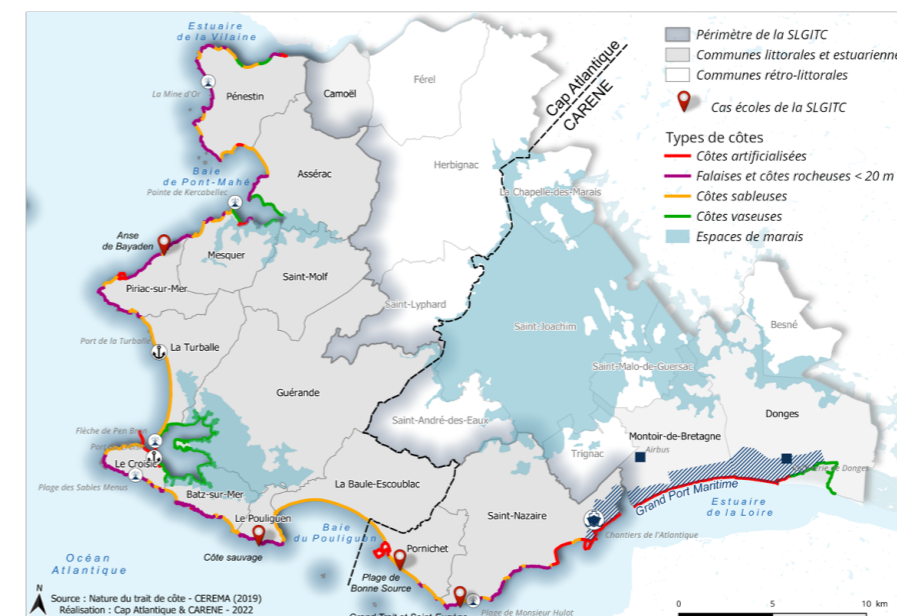 Estuaire
de la Vilaine
La Mine d'Or
Pénestin
Camoël
Férel
Herbignac
Cap Atlantique
CARENE
Assérac
Baie
de Pont-Mahé
Pointe de Kercabellec
La Chapelle-des-Marais
Anse
de Bayaden
Mesquer
Piriac-sur-Mer
Saint-Molf
Saint-Lyphard
Saint-Joachim
Besné
Port de la Turballe
La Turballe
Saint-Malo-de-Guersac
Guérande
Saint-André-des-Eaux
Donges
Montoir-de-Bretagne
Airbus
Trignac
Flèche de Pen Bron
Le Croisic
Plage des Sables Menus
Batz-sur-Mer
La Baule-Escoublac
Grand Port Maritime
Estuaire
de la Loire
Le Pouliguen
Saint-Nazaire
Baie
du Pouliguen
Chantiers de l'Atlantique
Côte sauvage
Pornichet
Plage de
Bonne Source
Océan
Atlantique
Plage de Monsieur Hulot
Périmètre de la SLGITC
Communes littorales et estuarienne
Communes rétro-littorales
Cas écoles de la SLGITC
Types de côtes
Côtes artificialisées
Falaises et côtes rocheuses < 20 m
Côtes sableuses
Côtes vaseuses
Espaces de marais
N
Source : Nature du trait de côte - CEREMA (2019)
Réalisation : Cap Atlantique & CARENE - 2022
0 5 10 km